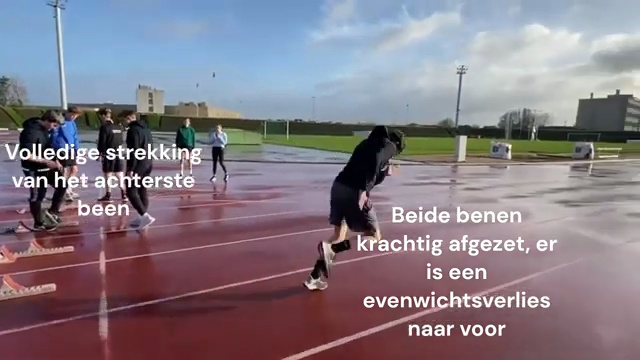 Volledige strekking
van het achterste
been
Beide benen
krachtig afgezet, er
is een
evenwichtsverlies
naar voor